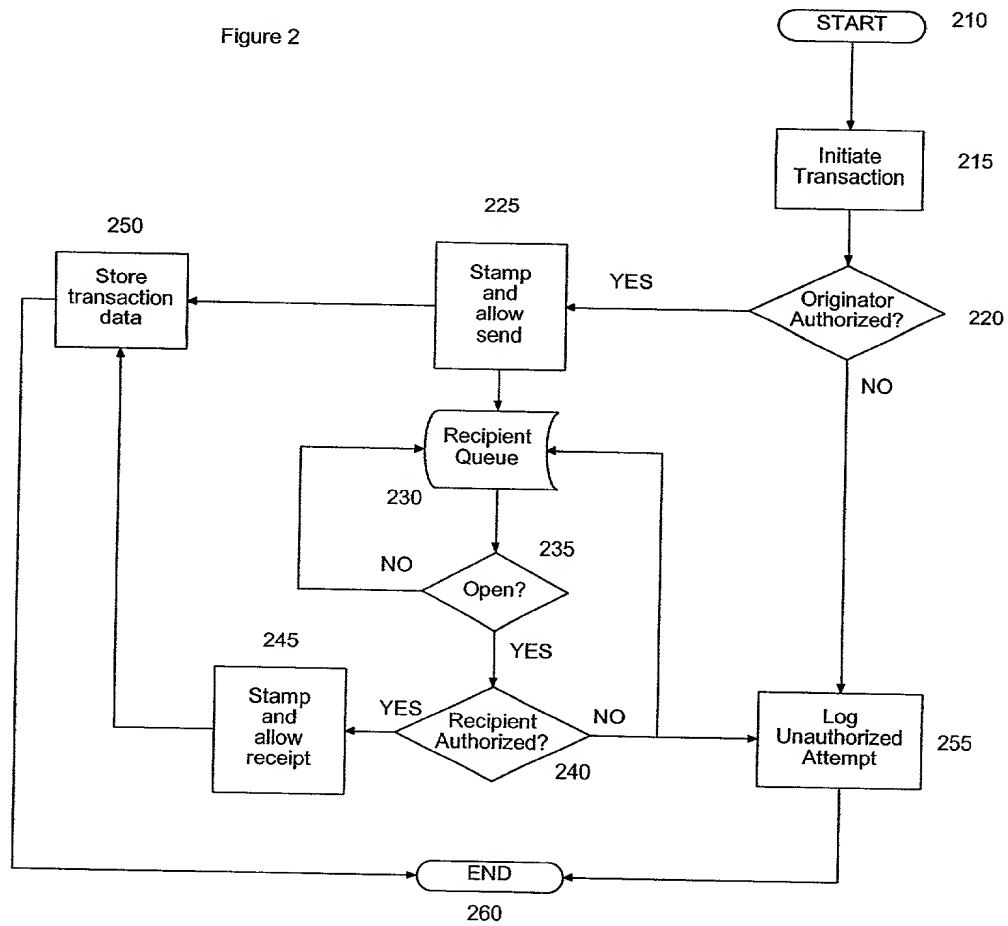 Figure 2
START
210
Initiate
Transaction
215
225
250
Stamp
and
allow
send
Store
transaction
data
YES
Originator
Authorized?
220
NO
Recipient
Queue
230
235
NO
Open?
YES
245
Stamp
and
allow
receipt
YES
Recipient
Authorized?
NO
240
Log
Unauthorized
Attempt
255
END
260